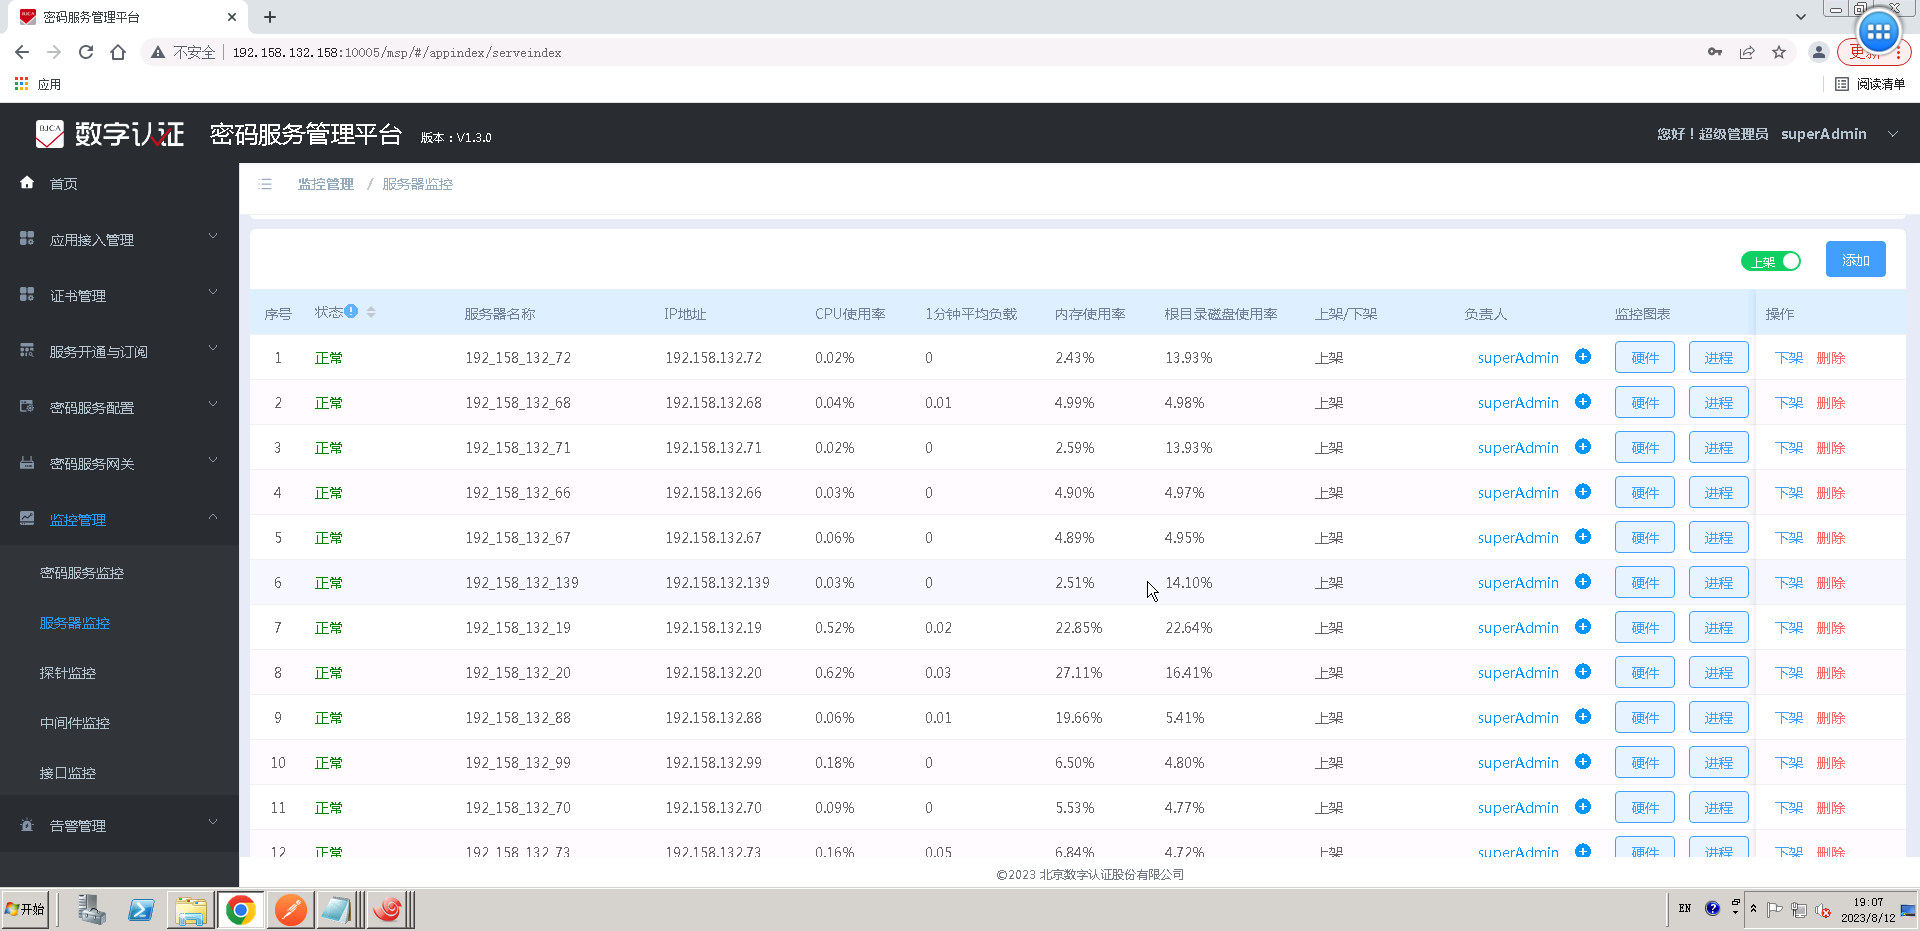 密码服务管理平台
不安全 192.158.132.158:10005/msp/#/appindex/serveindex
更新
应用 阅读清单
BJCA 数字认证 密码服务管理平台 版本：V1.3.0 您好！超级管理员 superAdmin
首页
应用接入管理
证书管理
服务开通与订阅
密码服务配置
密码服务网关
监控管理
密码服务监控
服务器监控
探针监控
中间件监控
接口监控
告警管理
监控管理 / 服务器监控
上架 添加
序号 状态 服务器名称 IP地址 CPU使用率 1分钟平均负载 内存使用率 根目录磁盘使用率 上架/下架 负责人 监控图表 操作
1 正常 192_158_132_72 192.158.132.72 0.02% 0 2.43% 13.93% 上架 superAdmin 硬件 进程 下架 删除
2 正常 192_158_132_68 192.158.132.68 0.04% 0.01 4.99% 4.98% 上架 superAdmin 硬件 进程 下架 删除
3 正常 192_158_132_71 192.158.132.71 0.02% 0 2.59% 13.93% 上架 superAdmin 硬件 进程 下架 删除
4 正常 192_158_132_66 192.158.132.66 0.03% 0 4.90% 4.97% 上架 superAdmin 硬件 进程 下架 删除
5 正常 192_158_132_67 192.158.132.67 0.06% 0 4.89% 4.95% 上架 superAdmin 硬件 进程 下架 删除
6 正常 192_158_132_139 192.158.132.139 0.03% 0 2.51% 14.10% 上架 superAdmin 硬件 进程 下架 删除
7 正常 192_158_132_19 192.158.132.19 0.52% 0.02 22.85% 22.64% 上架 superAdmin 硬件 进程 下架 删除
8 正常 192_158_132_20 192.158.132.20 0.62% 0.03 27.11% 16.41% 上架 superAdmin 硬件 进程 下架 删除
9 正常 192_158_132_88 192.158.132.88 0.06% 0.01 19.66% 5.41% 上架 superAdmin 硬件 进程 下架 删除
10 正常 192_158_132_99 192.158.132.99 0.18% 0 6.50% 4.80% 上架 superAdmin 硬件 进程 下架 删除
11 正常 192_158_132_70 192.158.132.70 0.09% 0 5.53% 4.77% 上架 superAdmin 硬件 进程 下架 删除
12 正常 192_158_132_73 192.158.132.73 0.16% 0.05 6.84% 4.72% 上架 superAdmin 硬件 进程 下架 删除
©2023 北京数字认证股份有限公司
开始 EN 19:07
2023/8/12